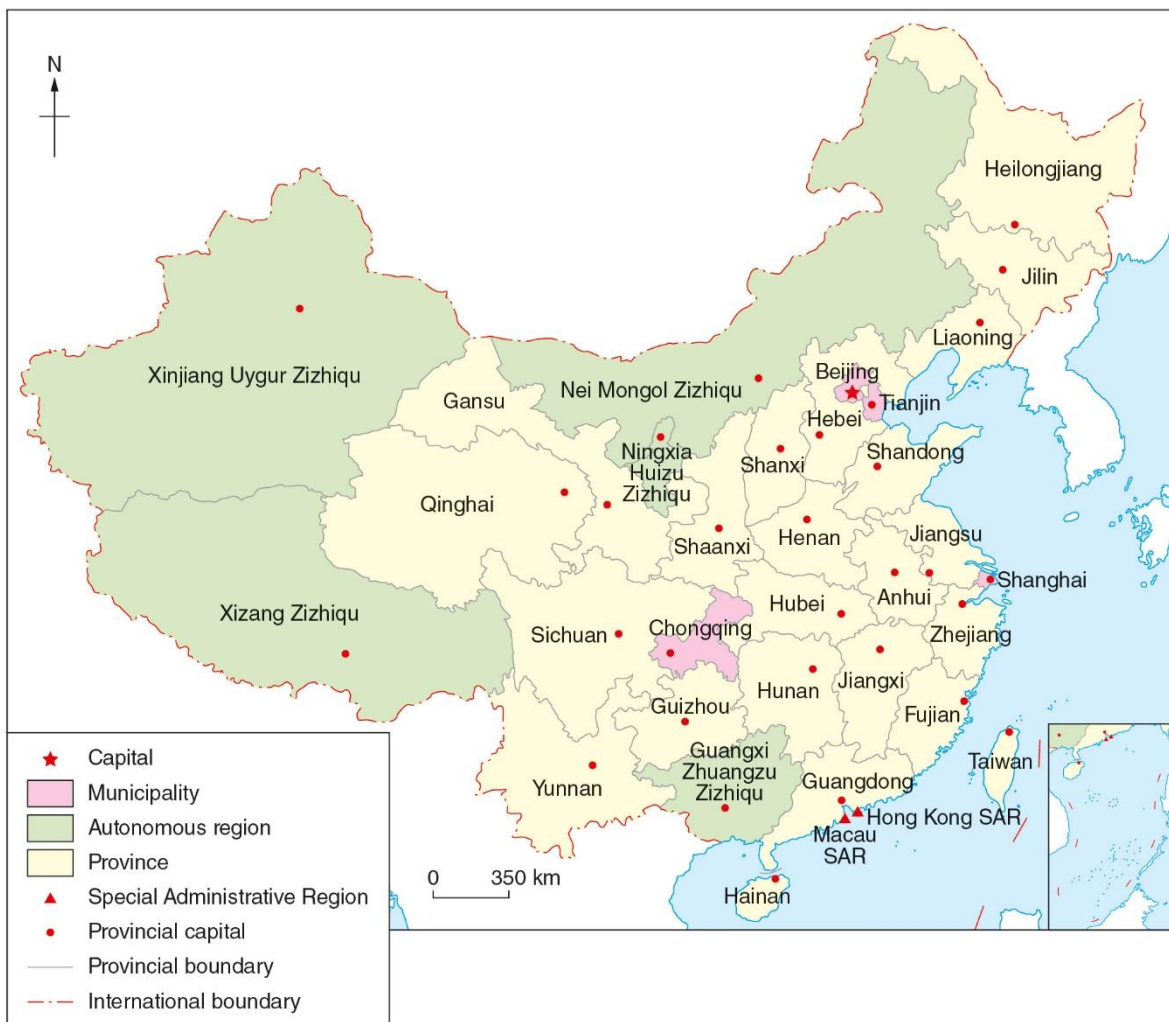 N
Heilongjiang
Jilin
Liaoning
Xinjiang Uygur Zizhiqu
Nei Mongol Zizhiqu
Beijing
Tianjin
Gansu
Hebei
Ningxia
Huizu
Zizhiqu
Shanxi
Shandong
Qinghai
Shaanxi
Henan
Jiangsu
Shanghai
Xizang Zizhiqu
Sichuan
Chongqing
Hubei
Anhui
Zhejiang
Hunan
Jiangxi
Guizhou
Fujian
Yunnan
Guangxi
Zhuangzu
Zizhiqu
Guangdong
Taiwan
Hong Kong SAR
Macau
SAR
Hainan
0 350 km
Capital
Municipality
Autonomous region
Province
Special Administrative Region
Provincial capital
Provincial boundary
International boundary